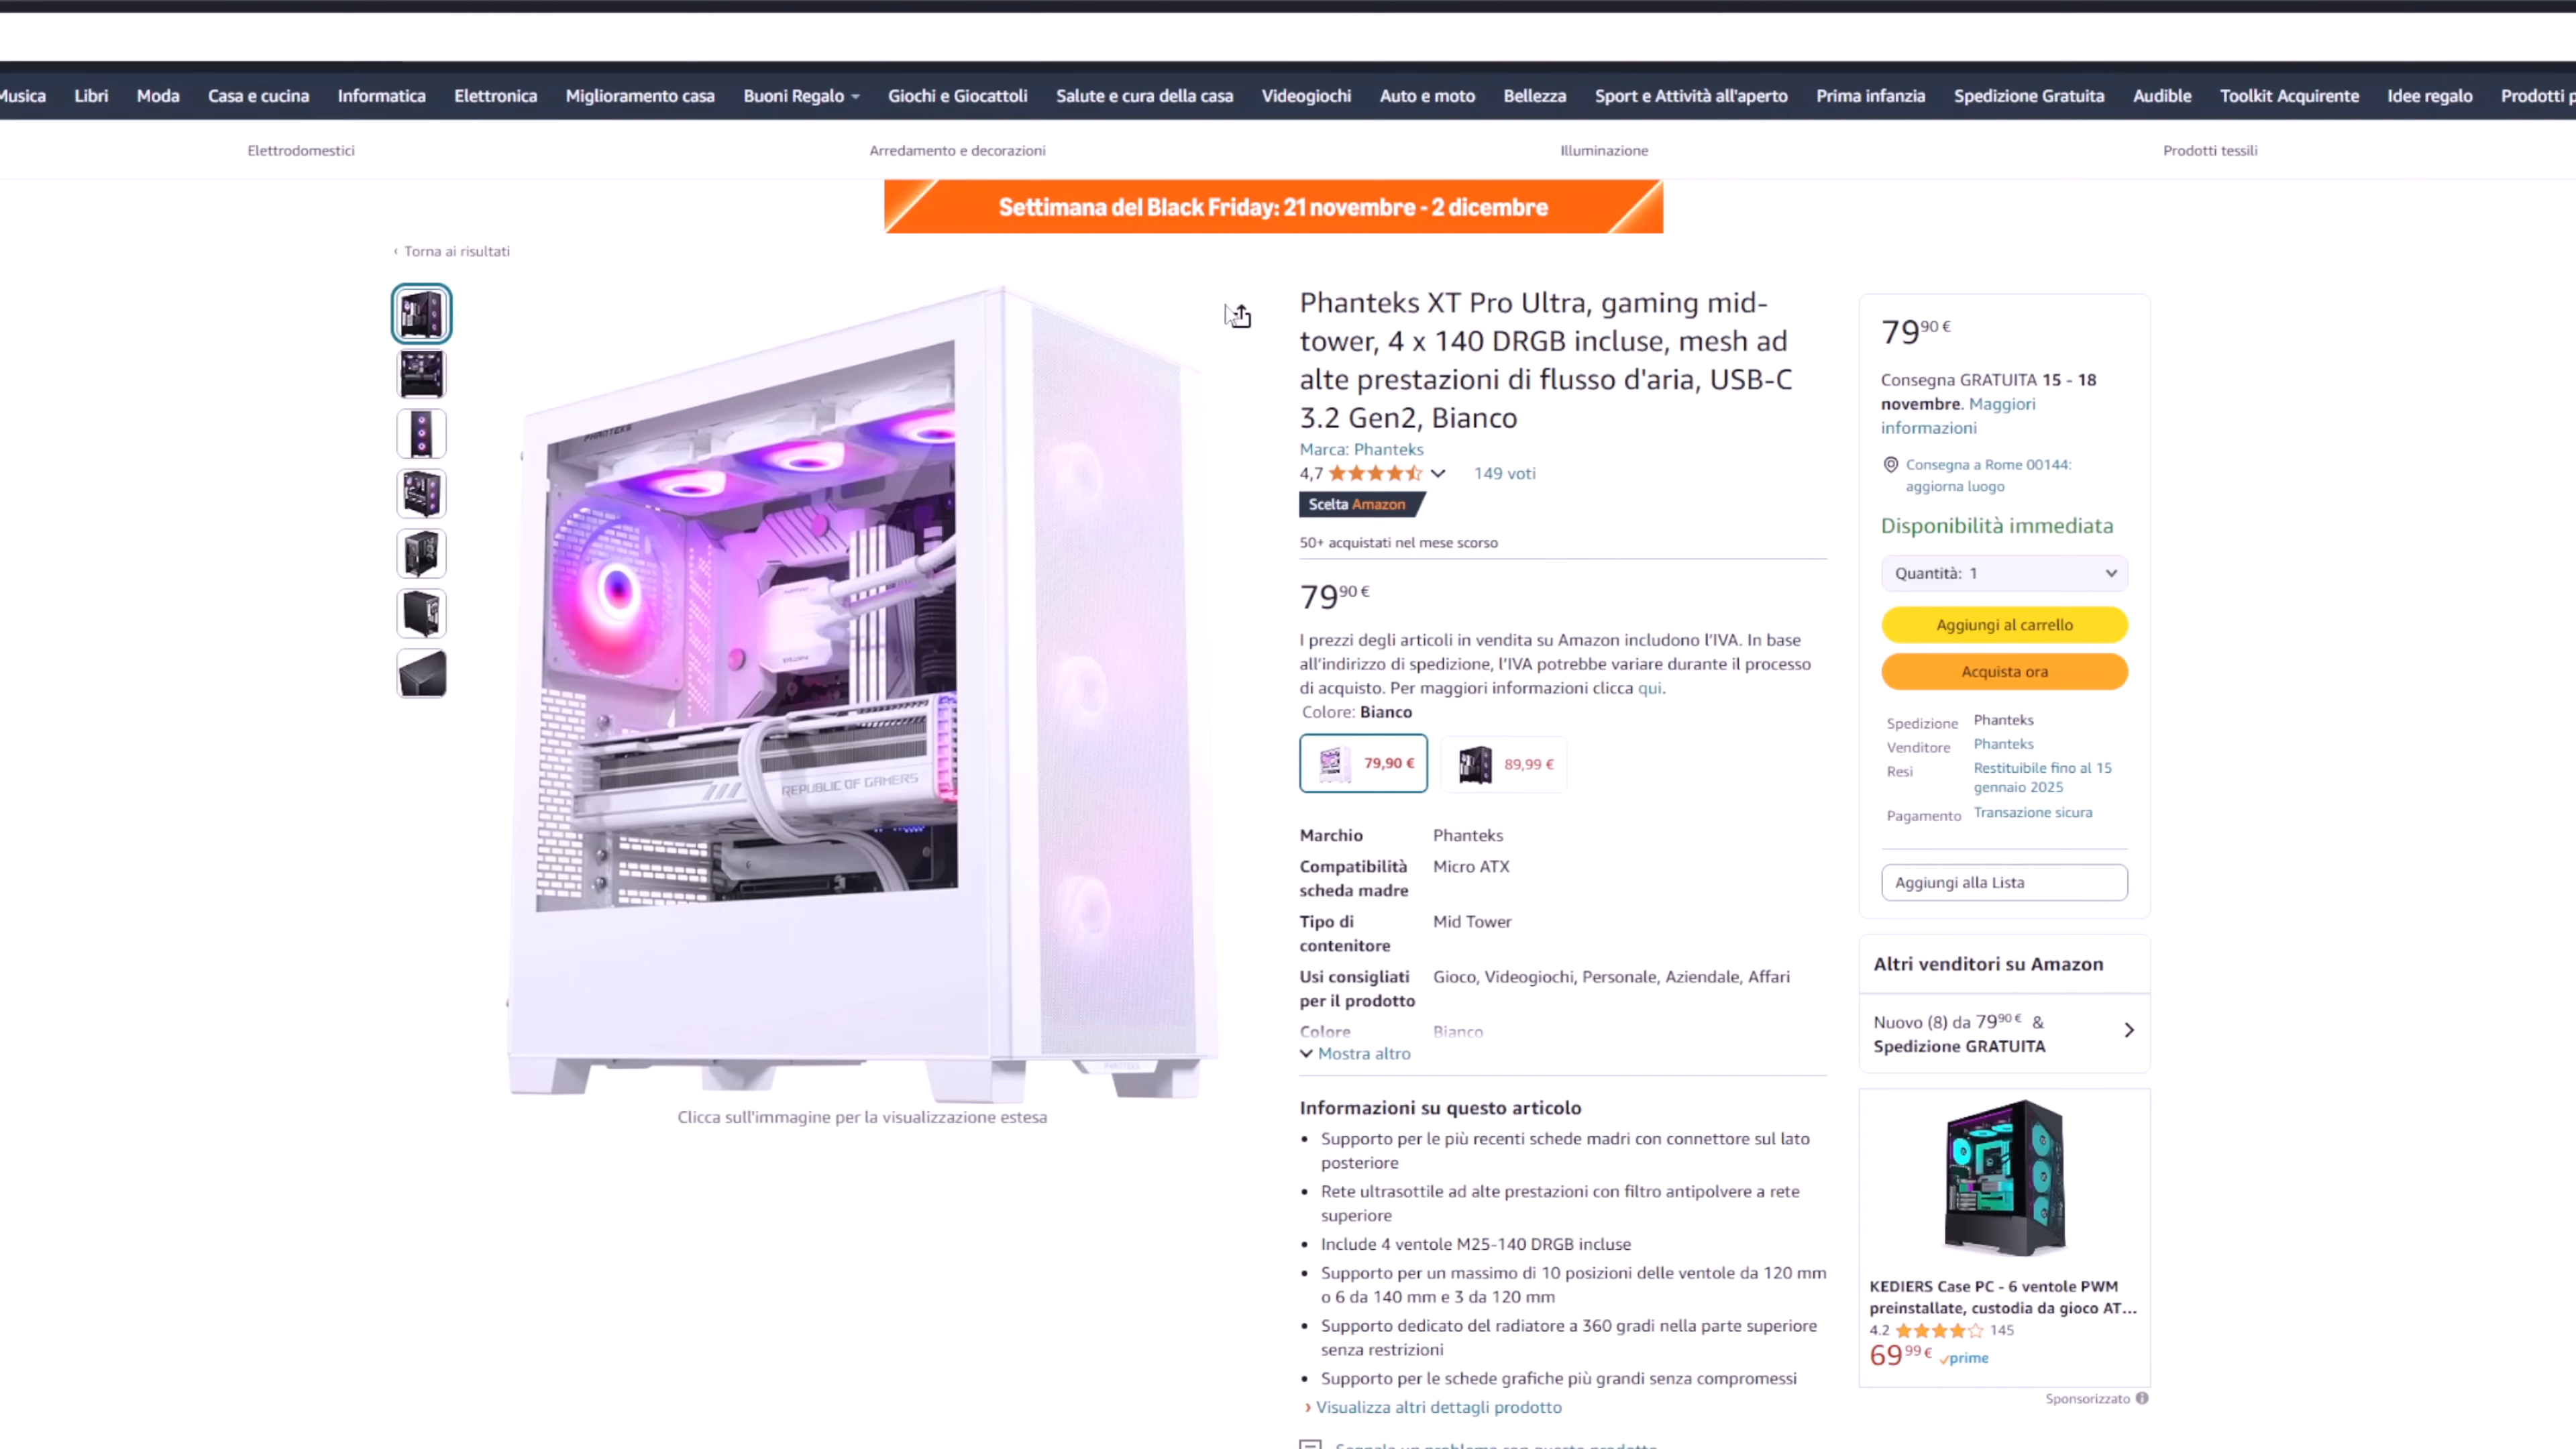 Musica Libri Moda Casa e cucina Informatica Elettronica Miglioramento casa Buoni Regalo Giochi e Giocattoli Salute e cura della casa Videogiochi Auto e moto Bellezza Sport e Attività all'aperto Prima infanzia Spedizione Gratuita Audible Toolkit Acquirente Idee regalo Prodotti p
Elettrodomestici Arredamento e decorazioni Illuminazione Prodotti tessili
Settimana del Black Friday: 21 novembre - 2 dicembre
‹ Torna ai risultati
PHANTEKS
REPUBLIC OF GAMERS
PHANTEKS
Clicca sull'immagine per la visualizzazione estesa
Phanteks XT Pro Ultra, gaming mid-
tower, 4 x 140 DRGB incluse, mesh ad
alte prestazioni di flusso d'aria, USB-C
3.2 Gen2, Bianco
Marca: Phanteks
4,7 149 voti
Scelta Amazon
50+ acquistati nel mese scorso
79 90 €
I prezzi degli articoli in vendita su Amazon includono l'IVA. In base
all'indirizzo di spedizione, l'IVA potrebbe variare durante il processo
di acquisto. Per maggiori informazioni clicca qui.
Colore: Bianco
79,90 € 89,99 €
Marchio Phanteks
Compatibilità Micro ATX
scheda madre
Tipo di Mid Tower
contenitore
Usi consigliati Gioco, Videogiochi, Personale, Aziendale, Affari
per il prodotto
Colore Bianco
Mostra altro
Informazioni su questo articolo
• Supporto per le più recenti schede madri con connettore sul lato
posteriore
• Rete ultrasottile ad alte prestazioni con filtro antipolvere a rete
superiore
• Include 4 ventole M25-140 DRGB incluse
• Supporto per un massimo di 10 posizioni delle ventole da 120 mm
o 6 da 140 mm e 3 da 120 mm
• Supporto dedicato del radiatore a 360 gradi nella parte superiore
senza restrizioni
• Supporto per le schede grafiche più grandi senza compromessi
› Visualizza altri dettagli prodotto
Segnala un problema con questo prodotto
79 90 €
Consegna GRATUITA 15 - 18
novembre. Maggiori
informazioni
Consegna a Rome 00144:
aggiorna luogo
Disponibilità immediata
Quantità: 1
Aggiungi al carrello
Acquista ora
Spedizione Phanteks
Venditore Phanteks
Resi Restituibile fino al 15
gennaio 2025
Pagamento Transazione sicura
Aggiungi alla Lista
Altri venditori su Amazon
Nuovo (8) da 79 90 € &
Spedizione GRATUITA
KEDIERS Case PC - 6 ventole PWM
preinstallate, custodia da gioco AT...
4.2 145
69 99 € prime
Sponsorizzato